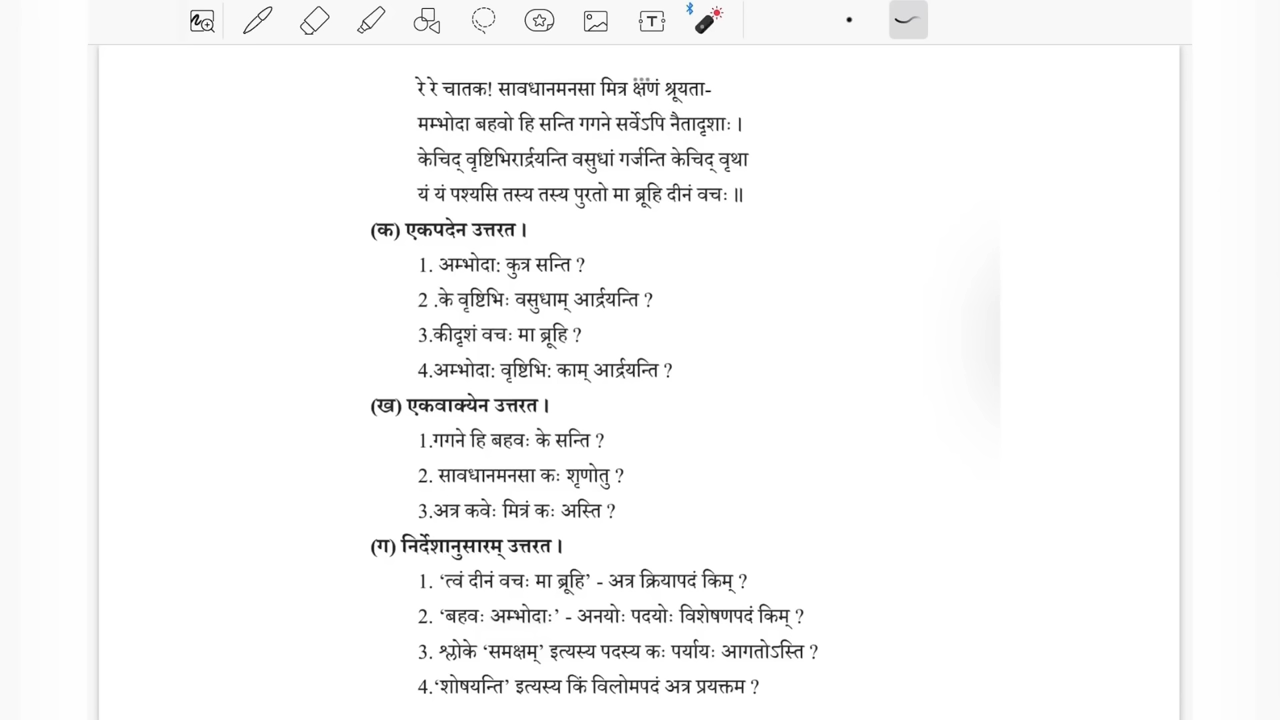 रे रे चातक! सावधानमनसा मित्र क्षणं श्रूयता-
मम्भोदा बहवो हि सन्ति गगने सर्वेऽपि नैतादृशाः ।
केचिद् वृष्टिभिरार्द्रयन्ति वसुधां गर्जन्ति केचिद् वृथा
यं यं पश्यसि तस्य तस्य पुरतो मा ब्रूहि दीनं वचः ॥
(क) एकपदेन उत्तरत ।
1. अम्भोदा: कुत्र सन्ति ?
2 .के वृष्टिभिः वसुधाम् आर्द्रयन्ति ?
3.कीदृशं वचः मा ब्रूहि ?
4.अम्भोदा: वृष्टिभि: काम् आर्द्रयन्ति ?
(ख) एकवाक्येन उत्तरत ।
1.गगने हि बहवः के सन्ति ?
2. सावधानमनसा कः शृणोतु ?
3.अत्र कवेः मित्रं कः अस्ति ?
(ग) निर्देशानुसारम् उत्तरत ।
1. ‘त्वं दीनं वचः मा ब्रूहि’ - अत्र क्रियापदं किम् ?
2. ‘बहवः अम्भोदाः’ - अनयोः पदयोः विशेषणपदं किम् ?
3. श्लोके ‘समक्षम्’ इत्यस्य पदस्य कः पर्यायः आगतोऽस्ति ?
4.‘शोषयन्ति’ इत्यस्य किं विलोमपदं अत्र प्रयक्तम ?